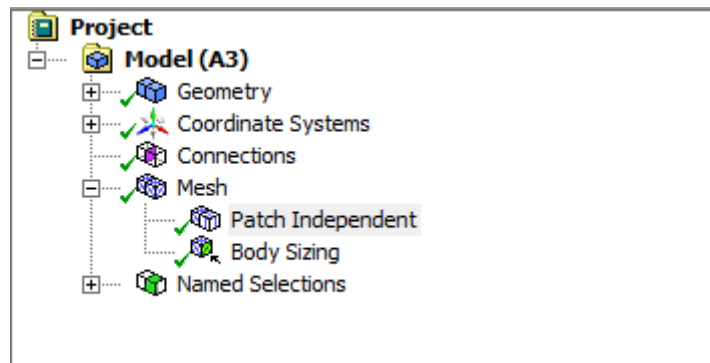 Project
Model (A3)
Geometry
Coordinate Systems
Connections
Mesh
Patch Independent
Body Sizing
Named Selections